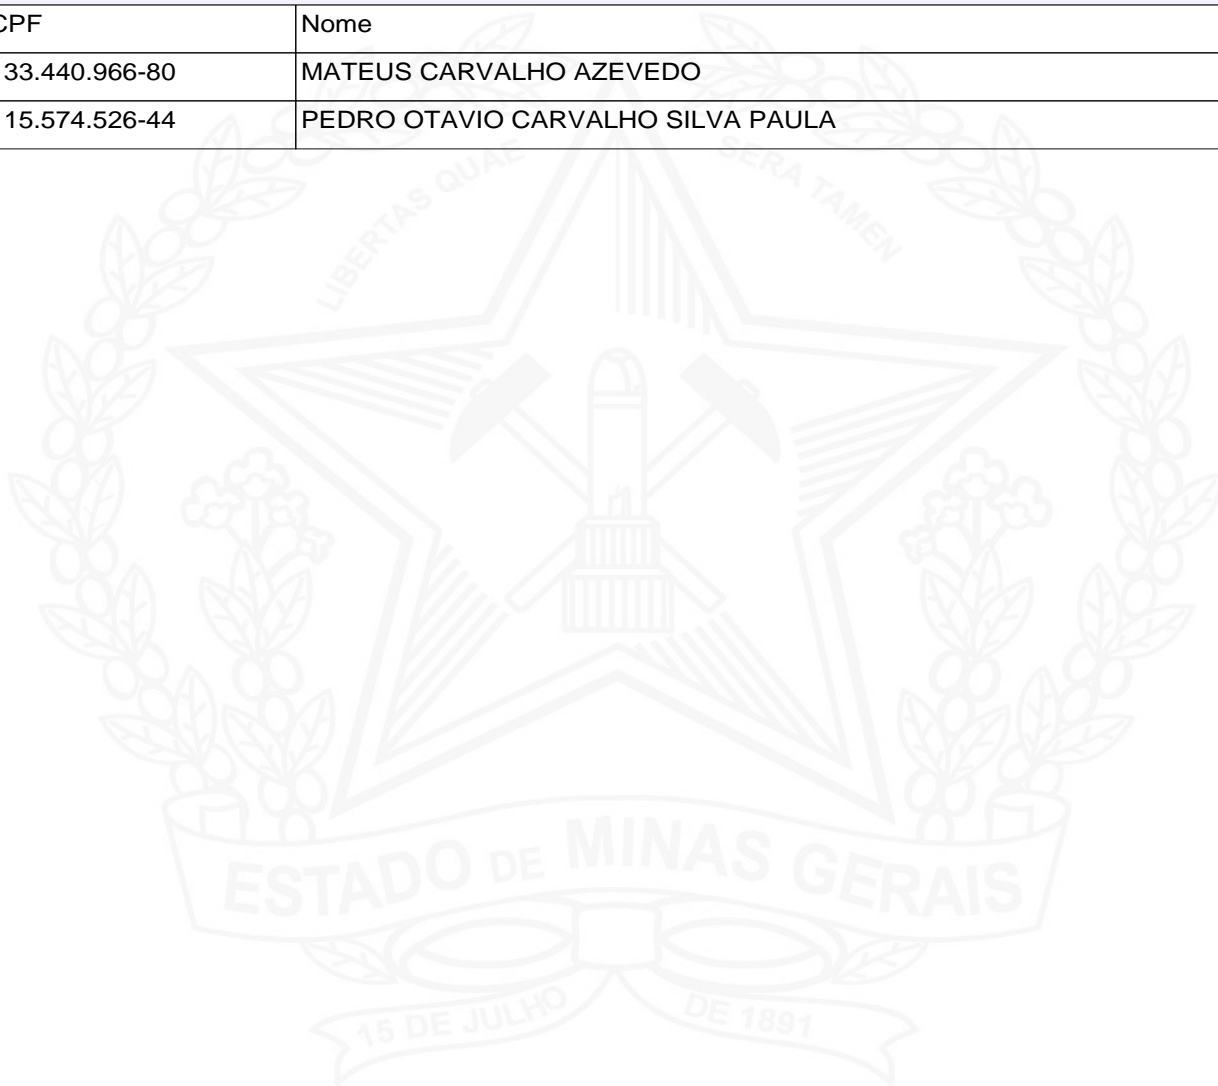 CPF Nome
33.440.966-80 MATEUS CARVALHO AZEVEDO
15.574.526-44 PEDRO OTAVIO CARVALHO SILVA PAULA
LIBERTAS QUAE SERA TAMEN
ESTADO DE MINAS GERAIS
15 DE JULHO DE 1891